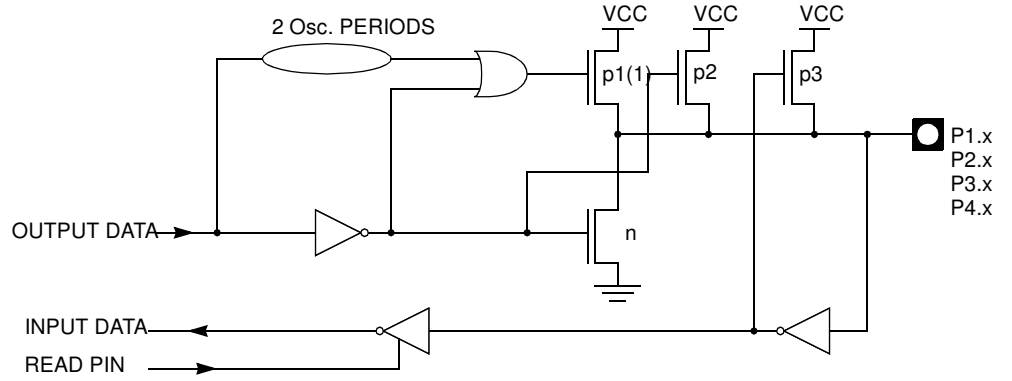 VCC VCC VCC
2 Osc. PERIODS
p1(1) p2 p3
P1.x
P2.x
P3.x
P4.x
OUTPUT DATA
n
INPUT DATA
READ PIN